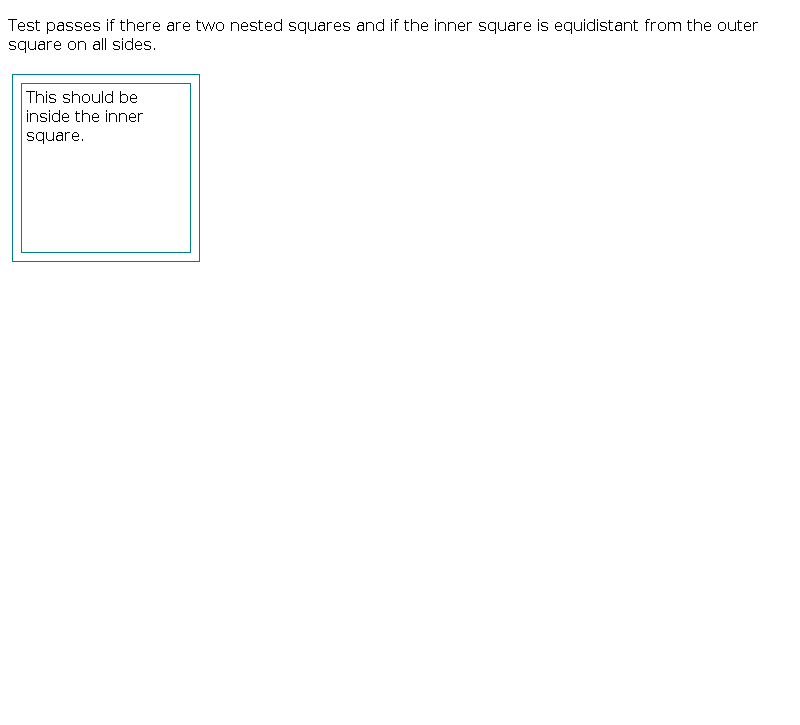 Test passes if there are two nested squares and if the inner square is equidistant from the outer
square on all sides.
This should be
inside the inner
square.